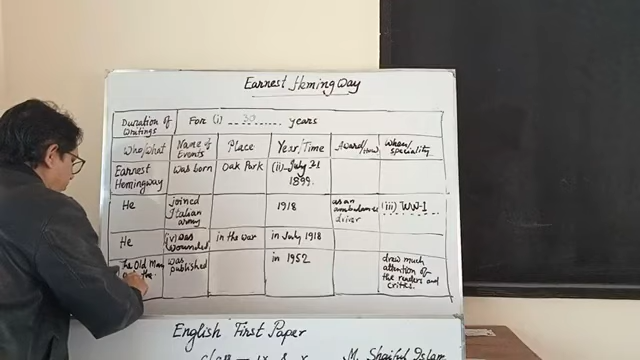 Earnest Hemingway
Duration of Writings For (i) 30 years
Who/What Name of Events Place Year/Time Award/How When/Speciality
Earnest Hemingway was born Oak Park (ii) July 21 1899.
He joined Italian army 1918 as an ambulance driver (iii) WW-I
He (iv) was wounded in the war in July 1918
The Old Man the was published in 1952 drew much attention of the readers and critics.
English First Paper
M. Shaiful Islam